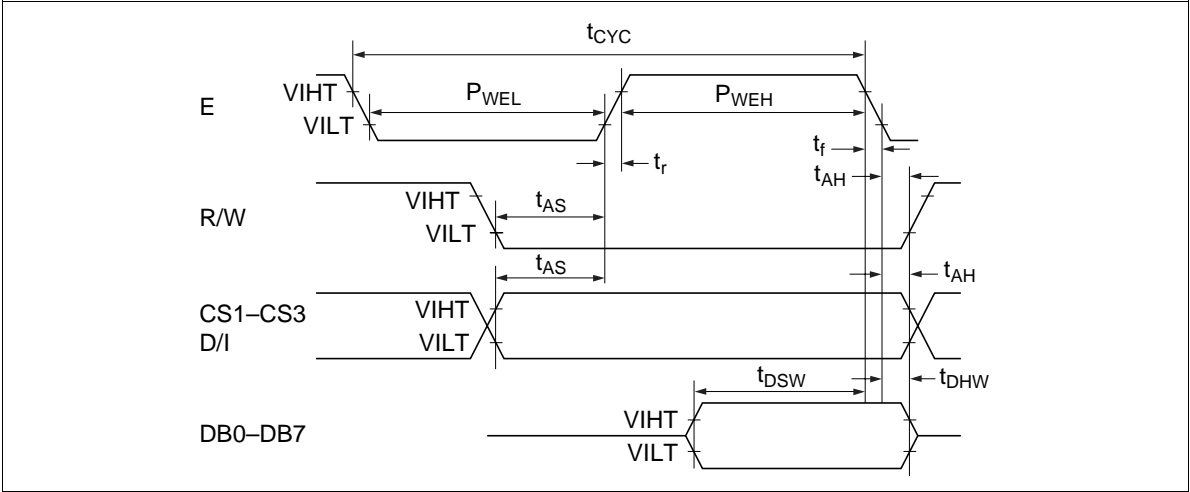 tCYC
E
VIHT
VILT
PWEL
PWEH
tr
tf
tAH
R/W
VIHT
VILT
tAS
tAS
tAH
CS1–CS3
D/I
VIHT
VILT
tDSW
tDHW
DB0–DB7
VIHT
VILT